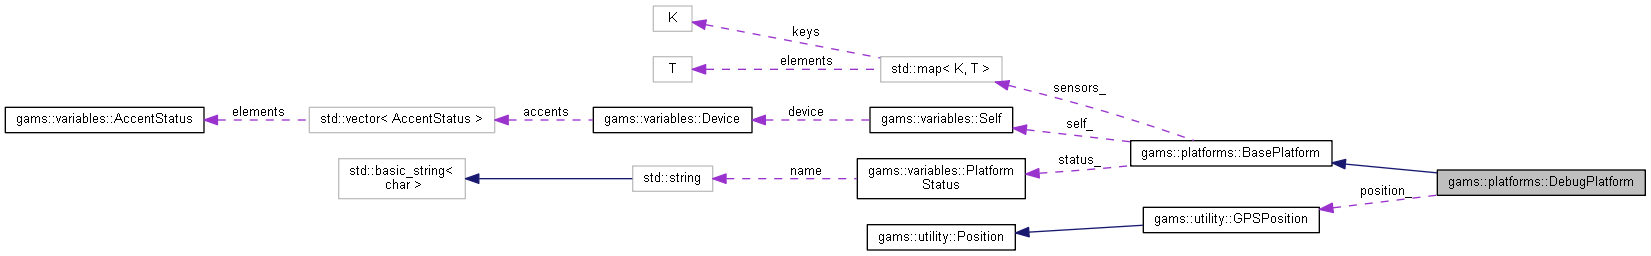 K
keys
T
elements
std::map< K, T >
sensors_
gams::variables::AccentStatus
elements
std::vector< AccentStatus >
accents
gams::variables::Device
device
gams::variables::Self
self_
gams::platforms::BasePlatform
std::basic_string<
char >
std::string
name
gams::variables::Platform
Status
status_
gams::platforms::DebugPlatform
position_
gams::utility::GPSPosition
gams::utility::Position